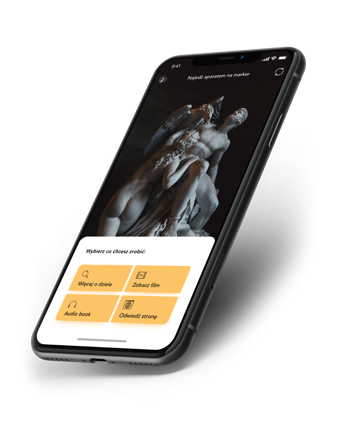 9:41
Najedź aparatem na marker
Wybierz co chcesz zrobić:
Więcej o dziele
Zobacz film
Audio book
Odwiedź stronę